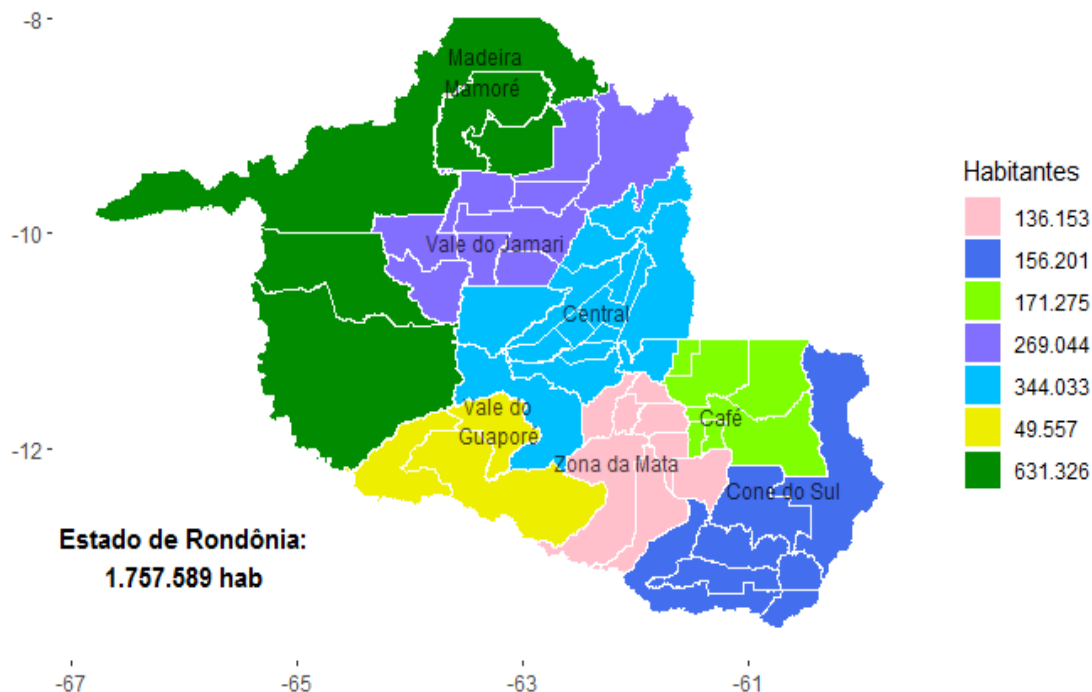 -8
-10
-12
Madeira
Mamoré
Vale do Jamari
Central
Vale do
Guaporé
Café
Zona da Mata
Cone do Sul
Estado de Rondônia:
1.757.589 hab
-67
-65
-63
-61
Habitantes
136.153
156.201
171.275
269.044
344.033
49.557
631.326